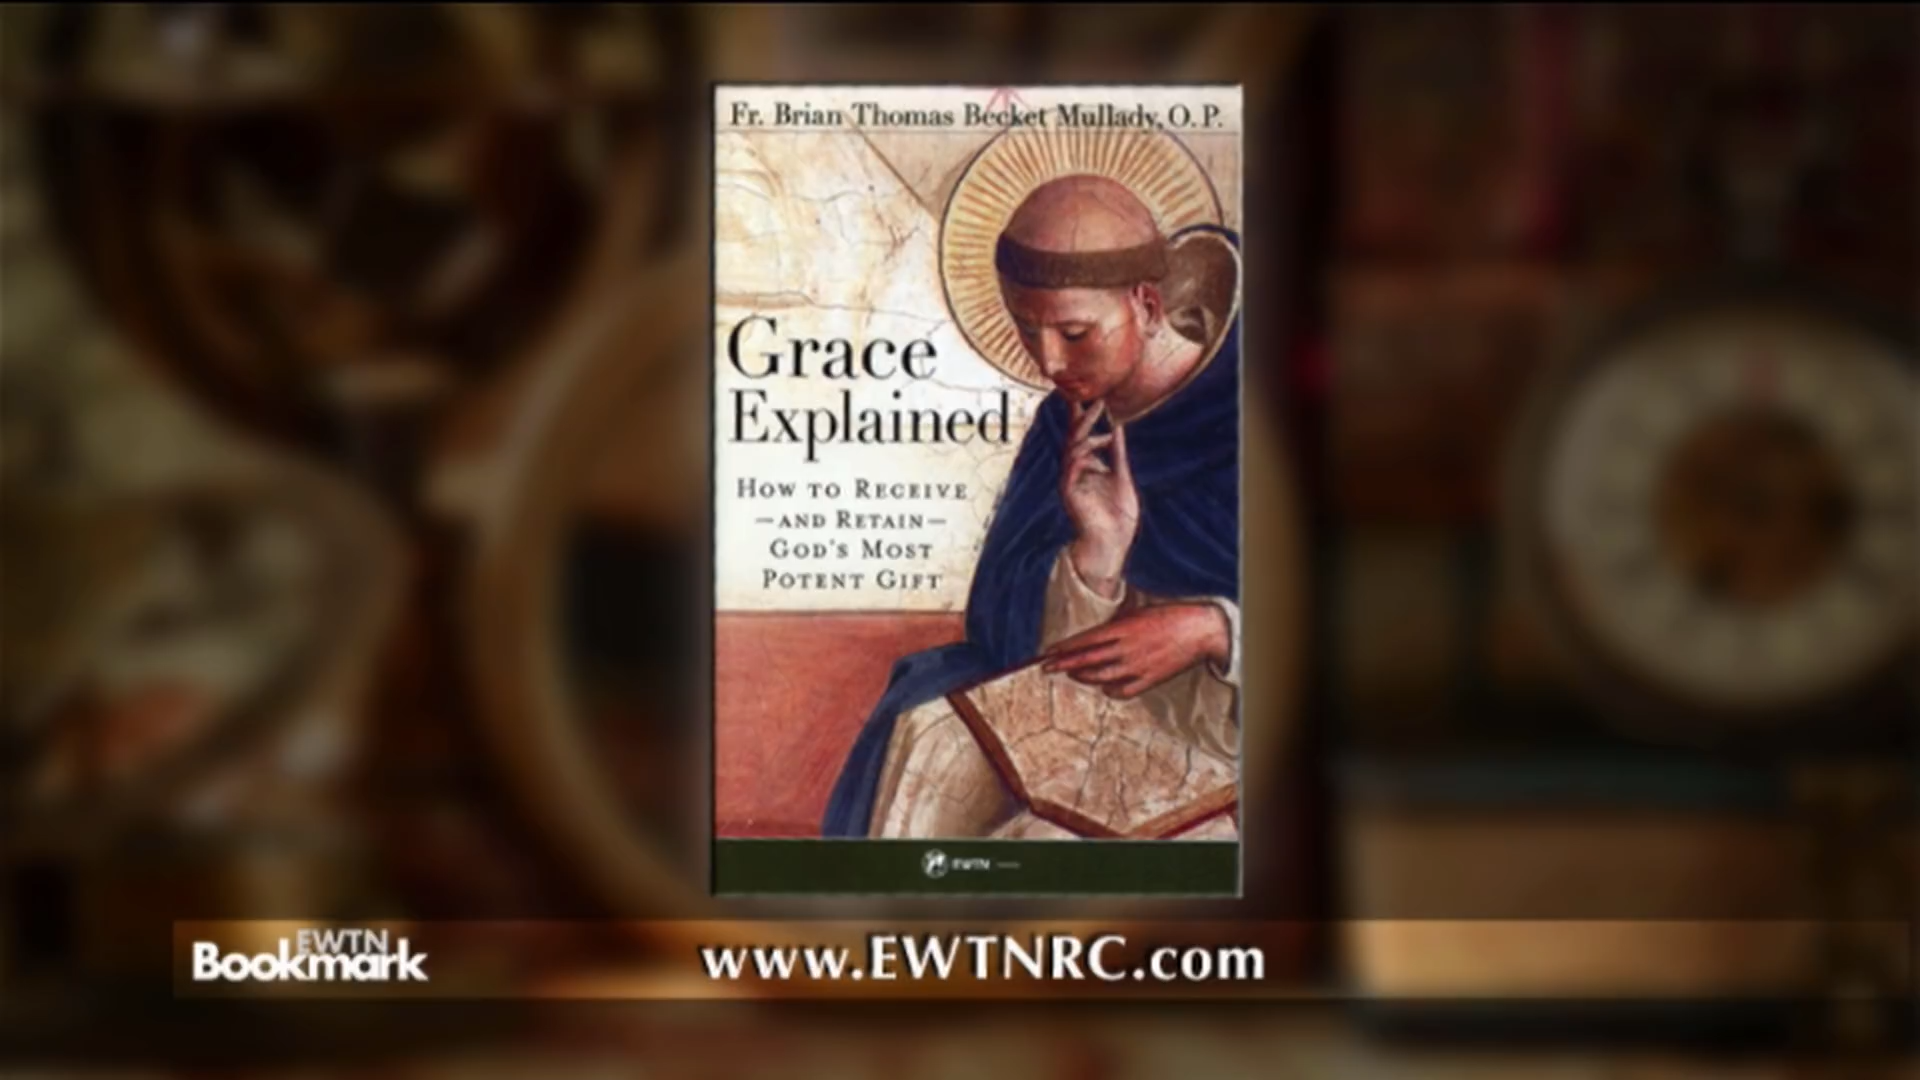 Fr. Brian Thomas Becket Mullady, O. P.
Grace
Explained
How to Receive
—and Retain—
God's Most
Potent Gift
EWTN
EWTN
Bookmark
www.EWTNRC.com